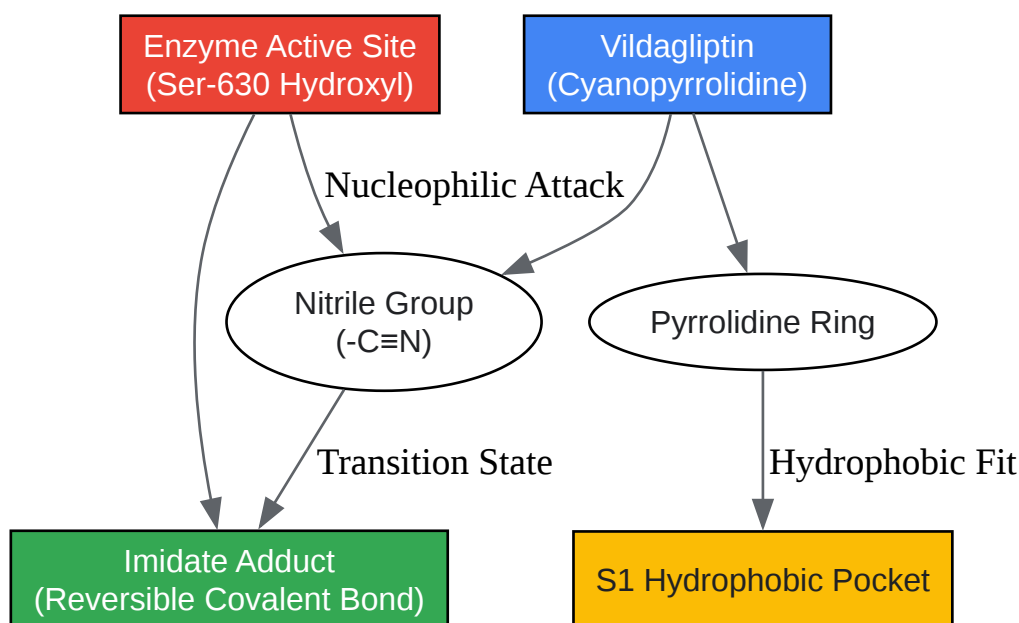 Enzyme Active Site
(Ser-630 Hydroxyl)
Vildagliptin
(Cyanopyrrolidine)
Nucleophilic Attack
Nitrile Group
(-C≡N)
Pyrrolidine Ring
Transition State
Hydrophobic Fit
Imidate Adduct
(Reversible Covalent Bond)
S1 Hydrophobic Pocket